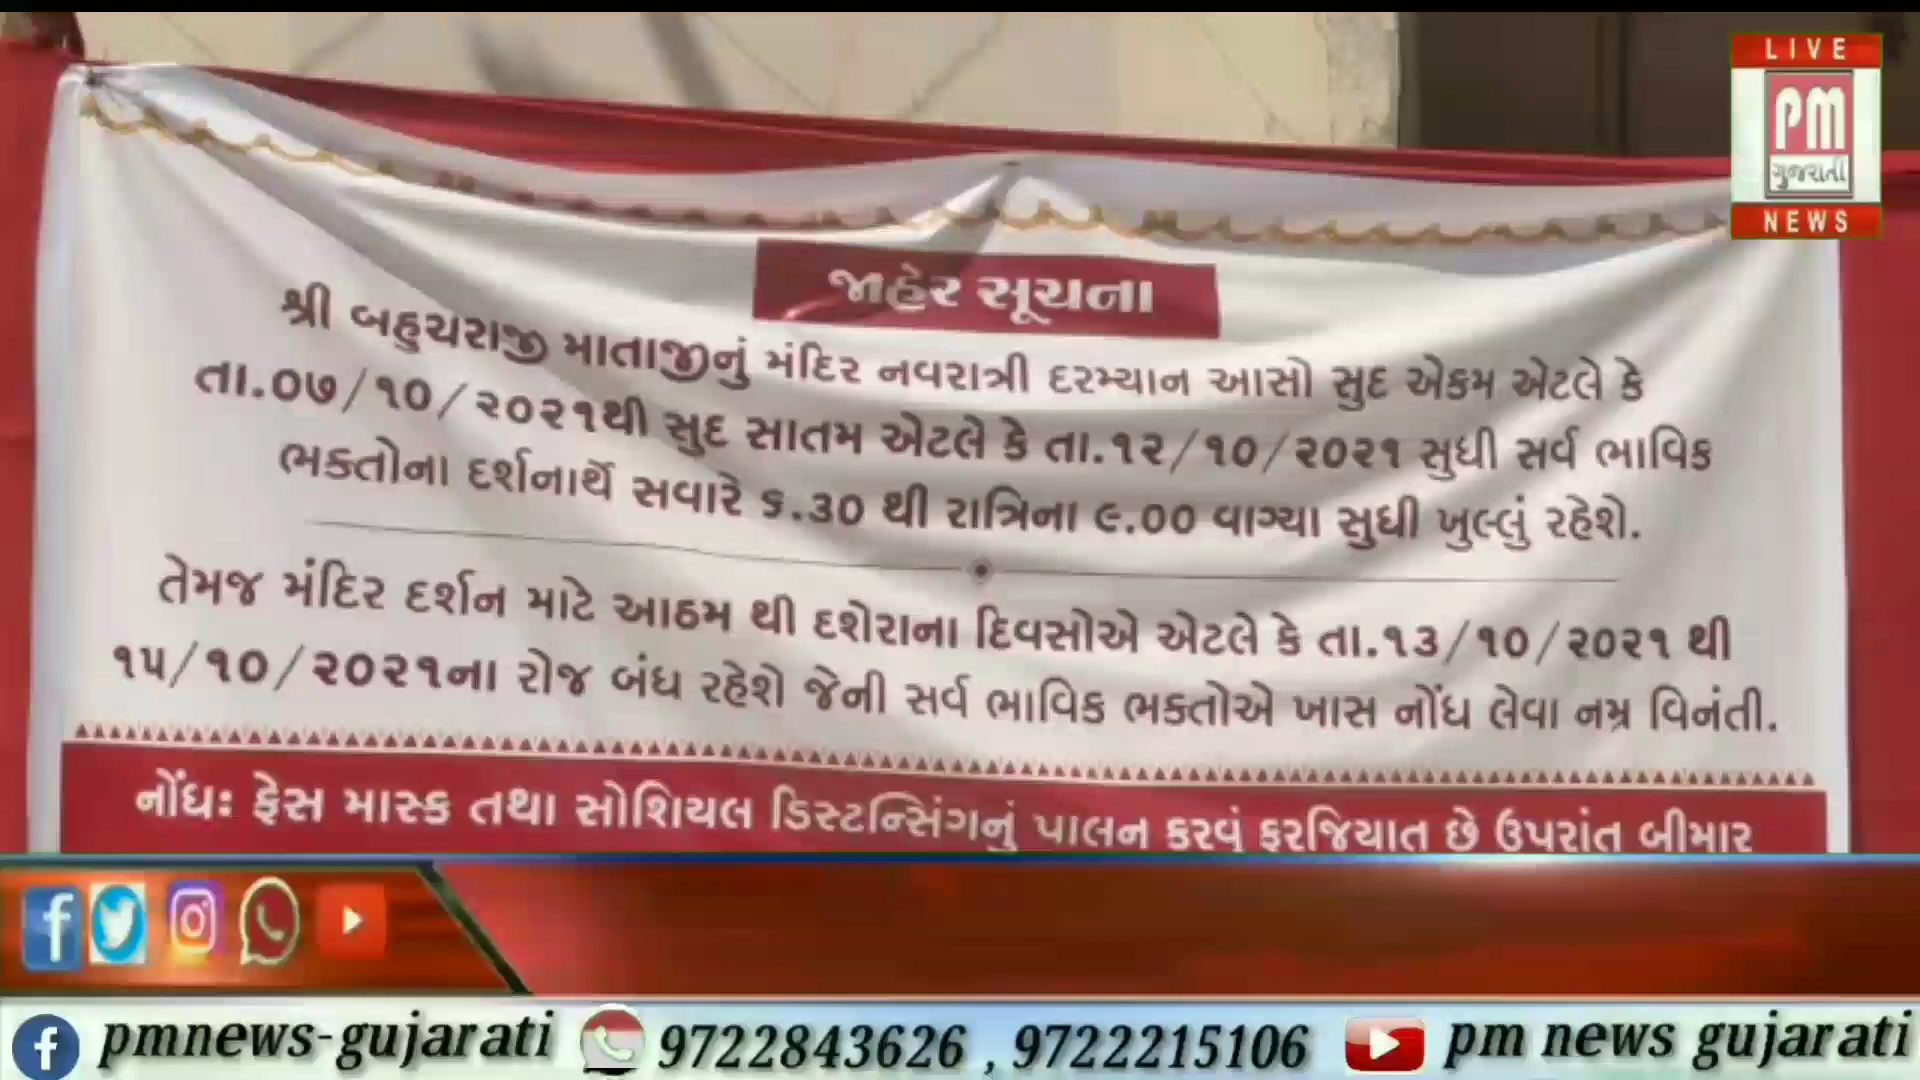 LIVE
PM
ગુજરાતી
NEWS
જાહેર સૂચના
શ્રી બહુચરાજી માતાજીનું મંદિર નવરાત્રી દરમ્યાન આસો સુદ એકમ એટલે કે
તા.૦૭/૧૦/૨૦૨૧થી સુદ સાતમ એટલે કે તા.૧૨/૧૦/૨૦૨૧ સુધી સર્વ ભાવિક
ભક્તોના દર્શનાર્થે સવારે ૬.૩૦ થી રાત્રિના ૯.૦૦ વાગ્યા સુધી ખુલ્લું રહેશે.
તેમજ મંદિર દર્શન માટે આઠમ થી દશેરાના દિવસોએ એટલે કે તા.૧૩/૧૦/૨૦૨૧ થી
૧૫/૧૦/૨૦૨૧ના રોજ બંધ રહેશે જેની સર્વ ભાવિક ભક્તોએ ખાસ નોંધ લેવા નમ્ર વિનંતી.
નોંધઃ ફેસ માસ્ક તથા સોશિયલ ડિસ્ટન્સિંગનું પાલન કરવું ફરજિયાત છે ઉપરાંત બીમાર
pmnews-gujarati 9722843626 , 9722215106 pm news gujarati